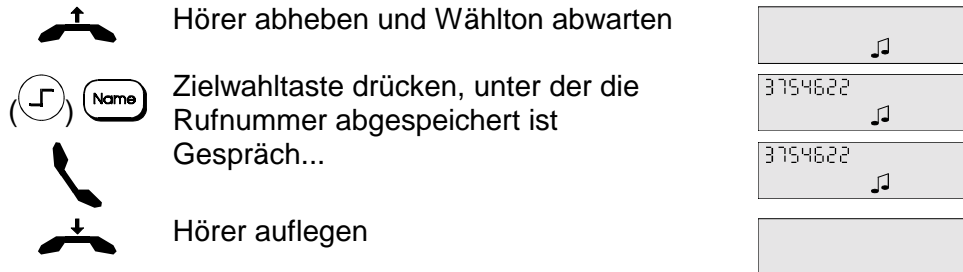 Hörer abheben und Wählton abwarten
( ) Name Zielwahltaste drücken, unter der die
3754622
Rufnummer abgespeichert ist
Gespräch...
3754622
Hörer auflegen